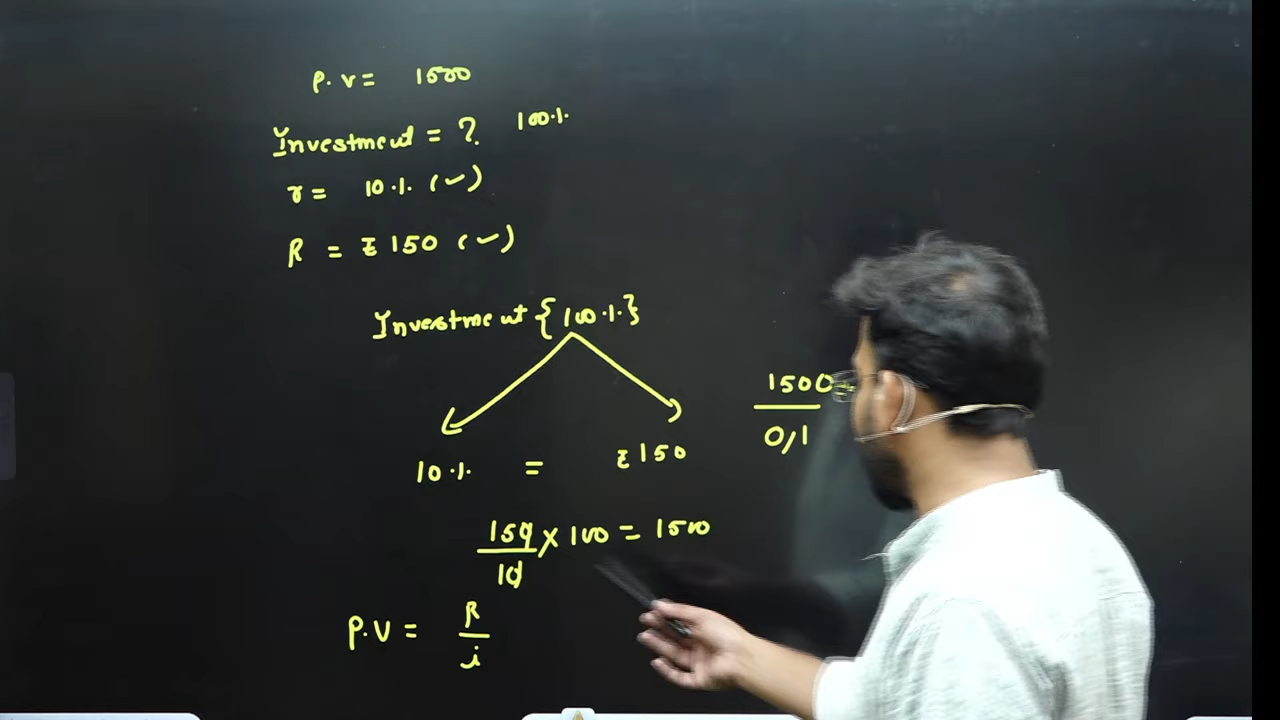 P.V = 1500
Investment = ? 100%
r = 10% (✓)
R = ₹150 (✓)
Investment {100%}
10% = ₹150
1500
0,1
150/10 × 100 = 1500
P.V = R/i